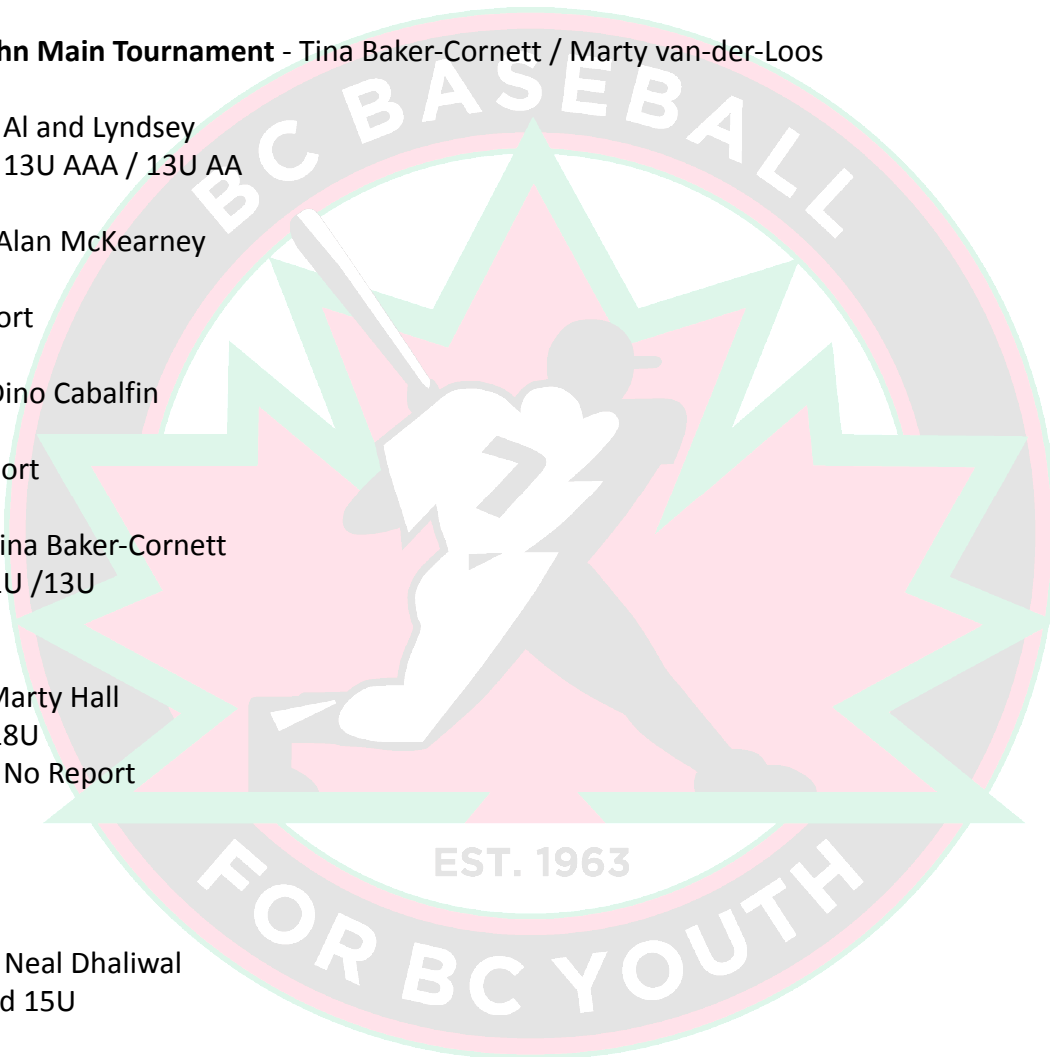 hn Main Tournament - Tina Baker-Cornett / Marty van-der-Loos
Al and Lyndsey
13U AAA / 13U AA
Alan McKearney
ort
Dino Cabalfin
ort
ina Baker-Cornett
U /13U
Marty Hall
8U
No Report
Neal Dhaliwal
d 15U
BC BASEBALL
EST. 1963
FOR BC YOUTH